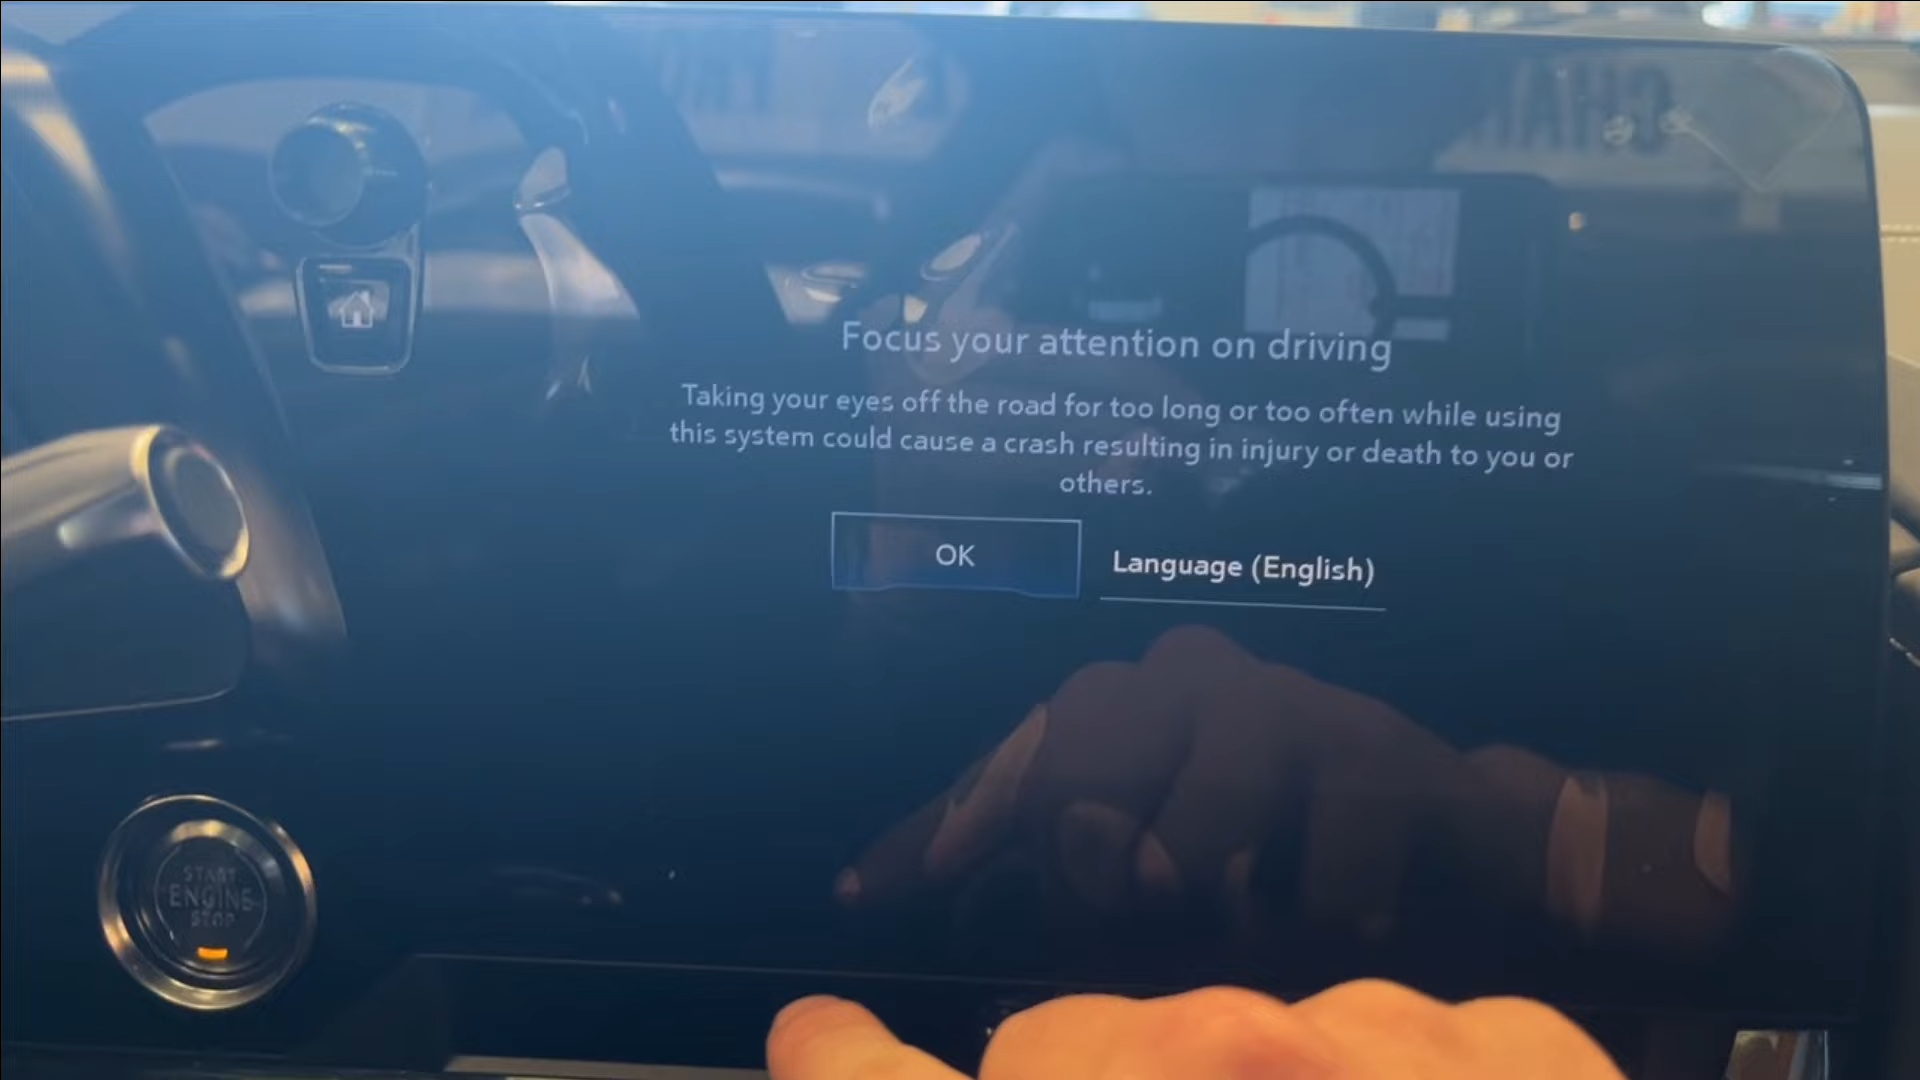 Focus your attention on driving
Taking your eyes off the road for too long or too often while using
this system could cause a crash resulting in injury or death to you or
others.
OK
Language (English)
START
ENGINE
STOP